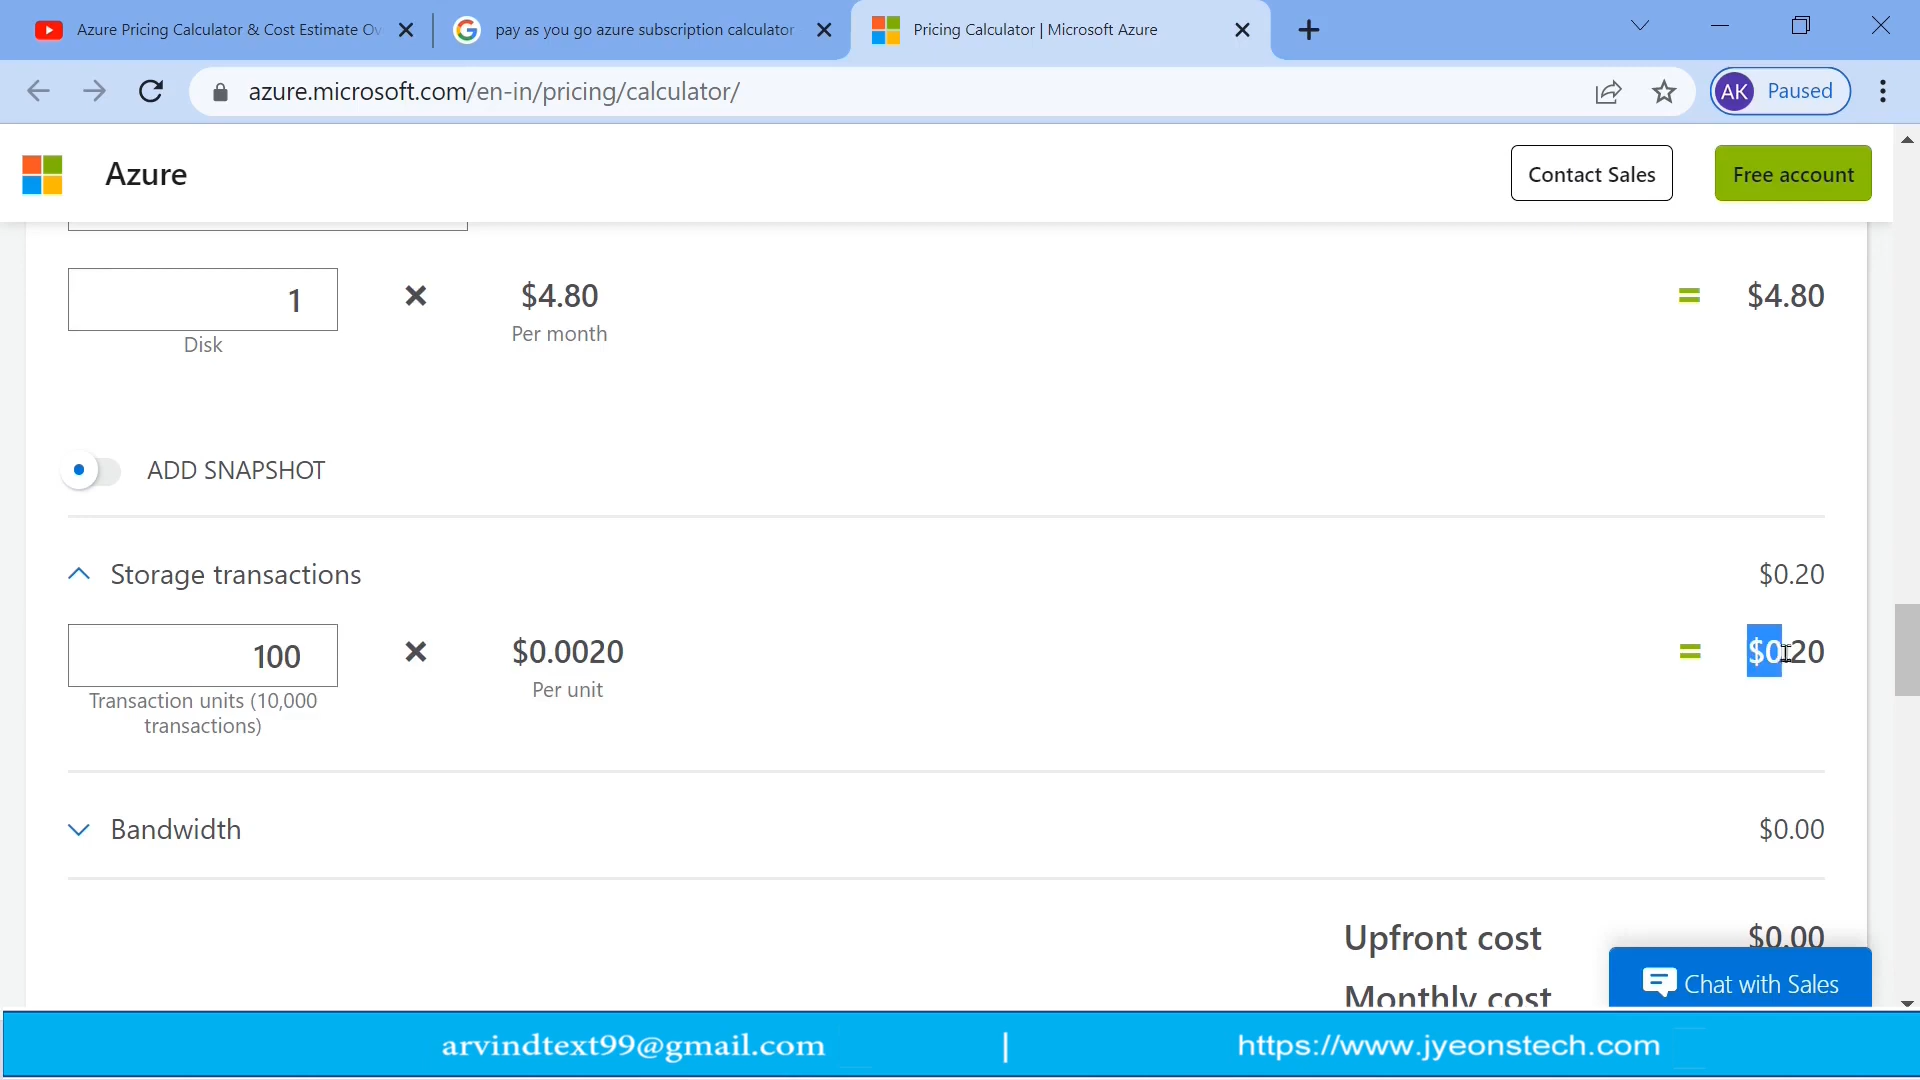 Azure Pricing Calculator & Cost Estimate Ov
pay as you go azure subscription calculator
Pricing Calculator | Microsoft Azure
azure.microsoft.com/en-in/pricing/calculator/
AK Paused
Azure
Contact Sales
Free account
1 × $4.80 = $4.80
Disk Per month
ADD SNAPSHOT
Storage transactions $0.20
100 × $0.0020 = $0.20
Transaction units (10,000 Per unit
transactions)
Bandwidth $0.00
Upfront cost $0.00
Monthly cost
Chat with Sales
arvindtext99@gmail.com | https://www.jyeonstech.com